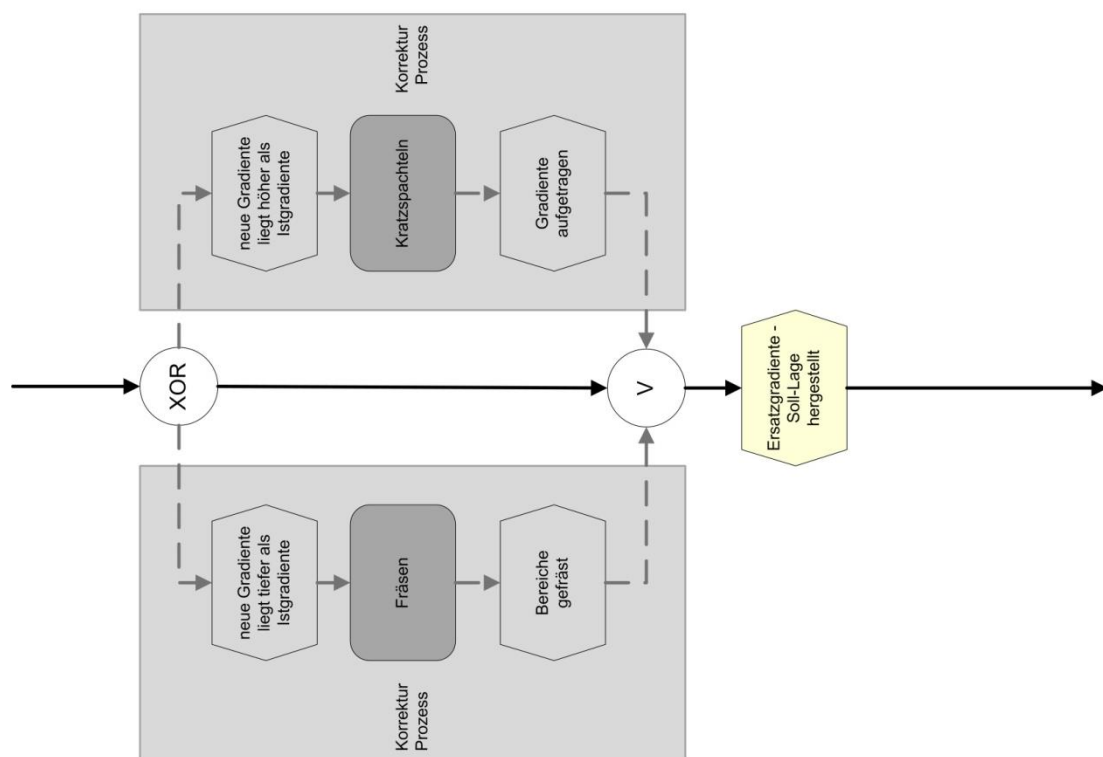 XOR
Korrektur
Prozess
neue Gradiente
liegt höher als
Istgradiente
Kratzspachteln
Gradiente
aufgetragen
Korrektur
Prozess
neue Gradiente
liegt tiefer als
Istgradiente
Fräsen
Bereiche
gefräst
V
Ersatzgradiente -
Soll-Lage
hergestellt